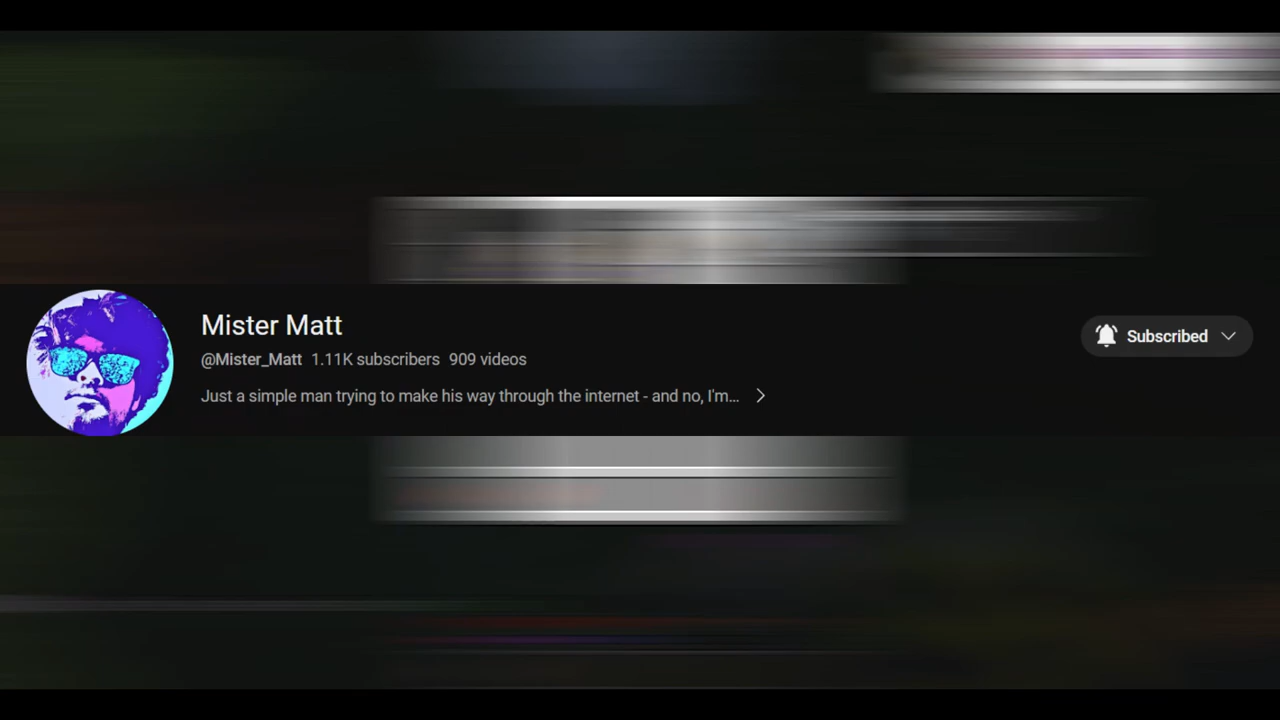 Mister Matt
@Mister_Matt 1.11K subscribers 909 videos
Just a simple man trying to make his way through the internet - and no, I'm...
Subscribed